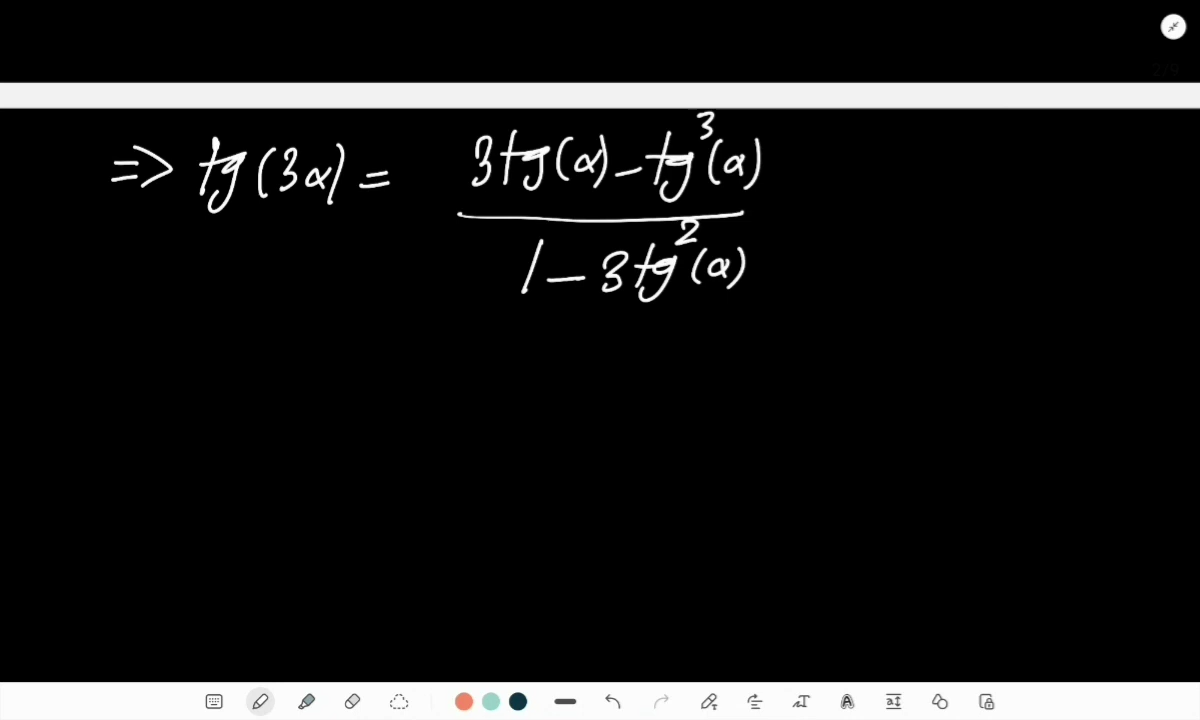 => tg(3α) = (3tg(α) - tg³(α)) / (1 - 3tg²(α))